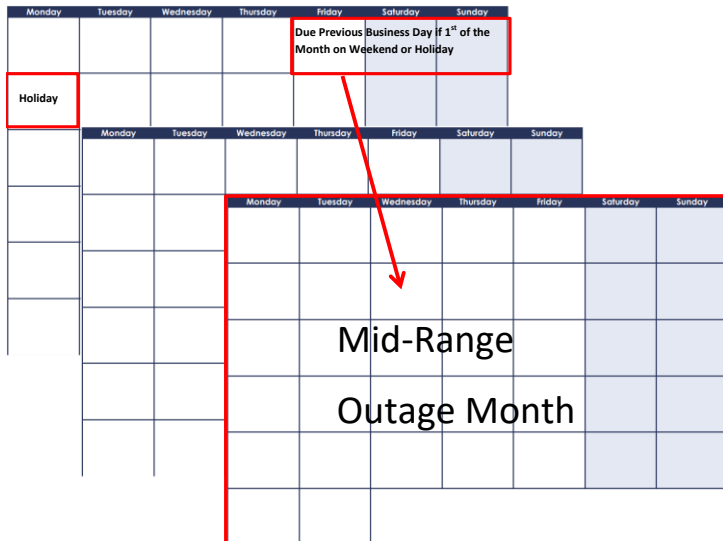 Monday Tuesday Wednesday Thursday Friday Saturday Sunday
Due Previous Business Day if 1st of the
Month on Weekend or Holiday
Holiday
Monday Tuesday Wednesday Thursday Friday Saturday Sunday
Monday Tuesday Wednesday Thursday Friday Saturday Sunday
Mid-Range
Outage Month